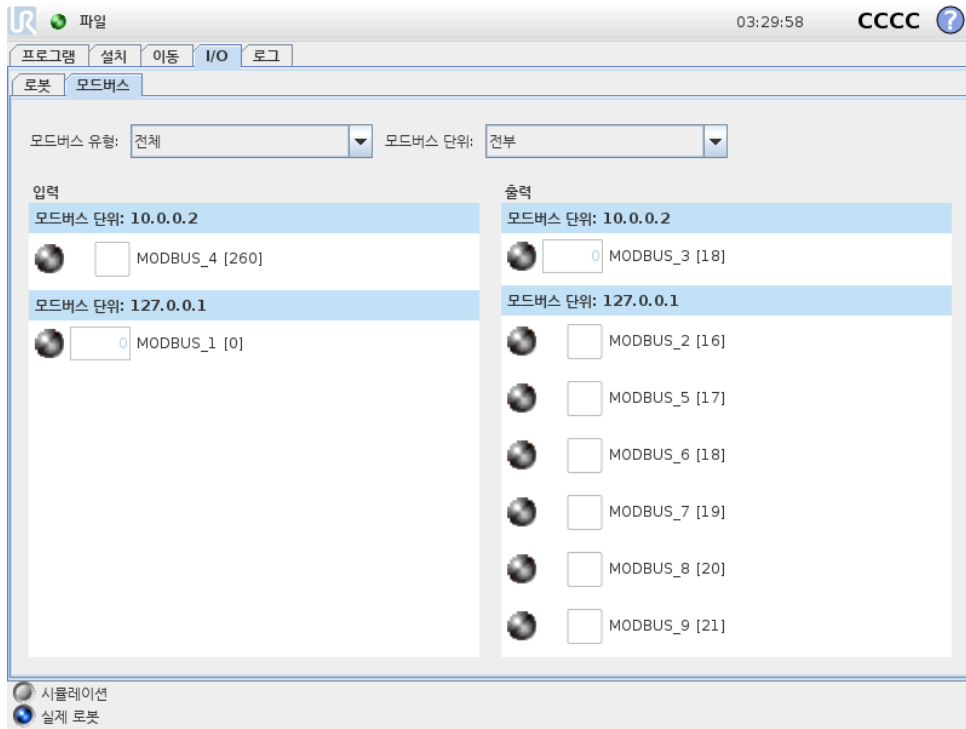 UR 파일 03:29:58 CCCC ?
프로그램 설치 이동 I/O 로그
로봇 모드버스
모드버스 유형: 전체 모드버스 단위: 전부
입력
모드버스 단위: 10.0.0.2
MODBUS_4 [260]
모드버스 단위: 127.0.0.1
0 MODBUS_1 [0]
출력
모드버스 단위: 10.0.0.2
0 MODBUS_3 [18]
모드버스 단위: 127.0.0.1
MODBUS_2 [16]
MODBUS_5 [17]
MODBUS_6 [18]
MODBUS_7 [19]
MODBUS_8 [20]
MODBUS_9 [21]
시뮬레이션
실제 로봇